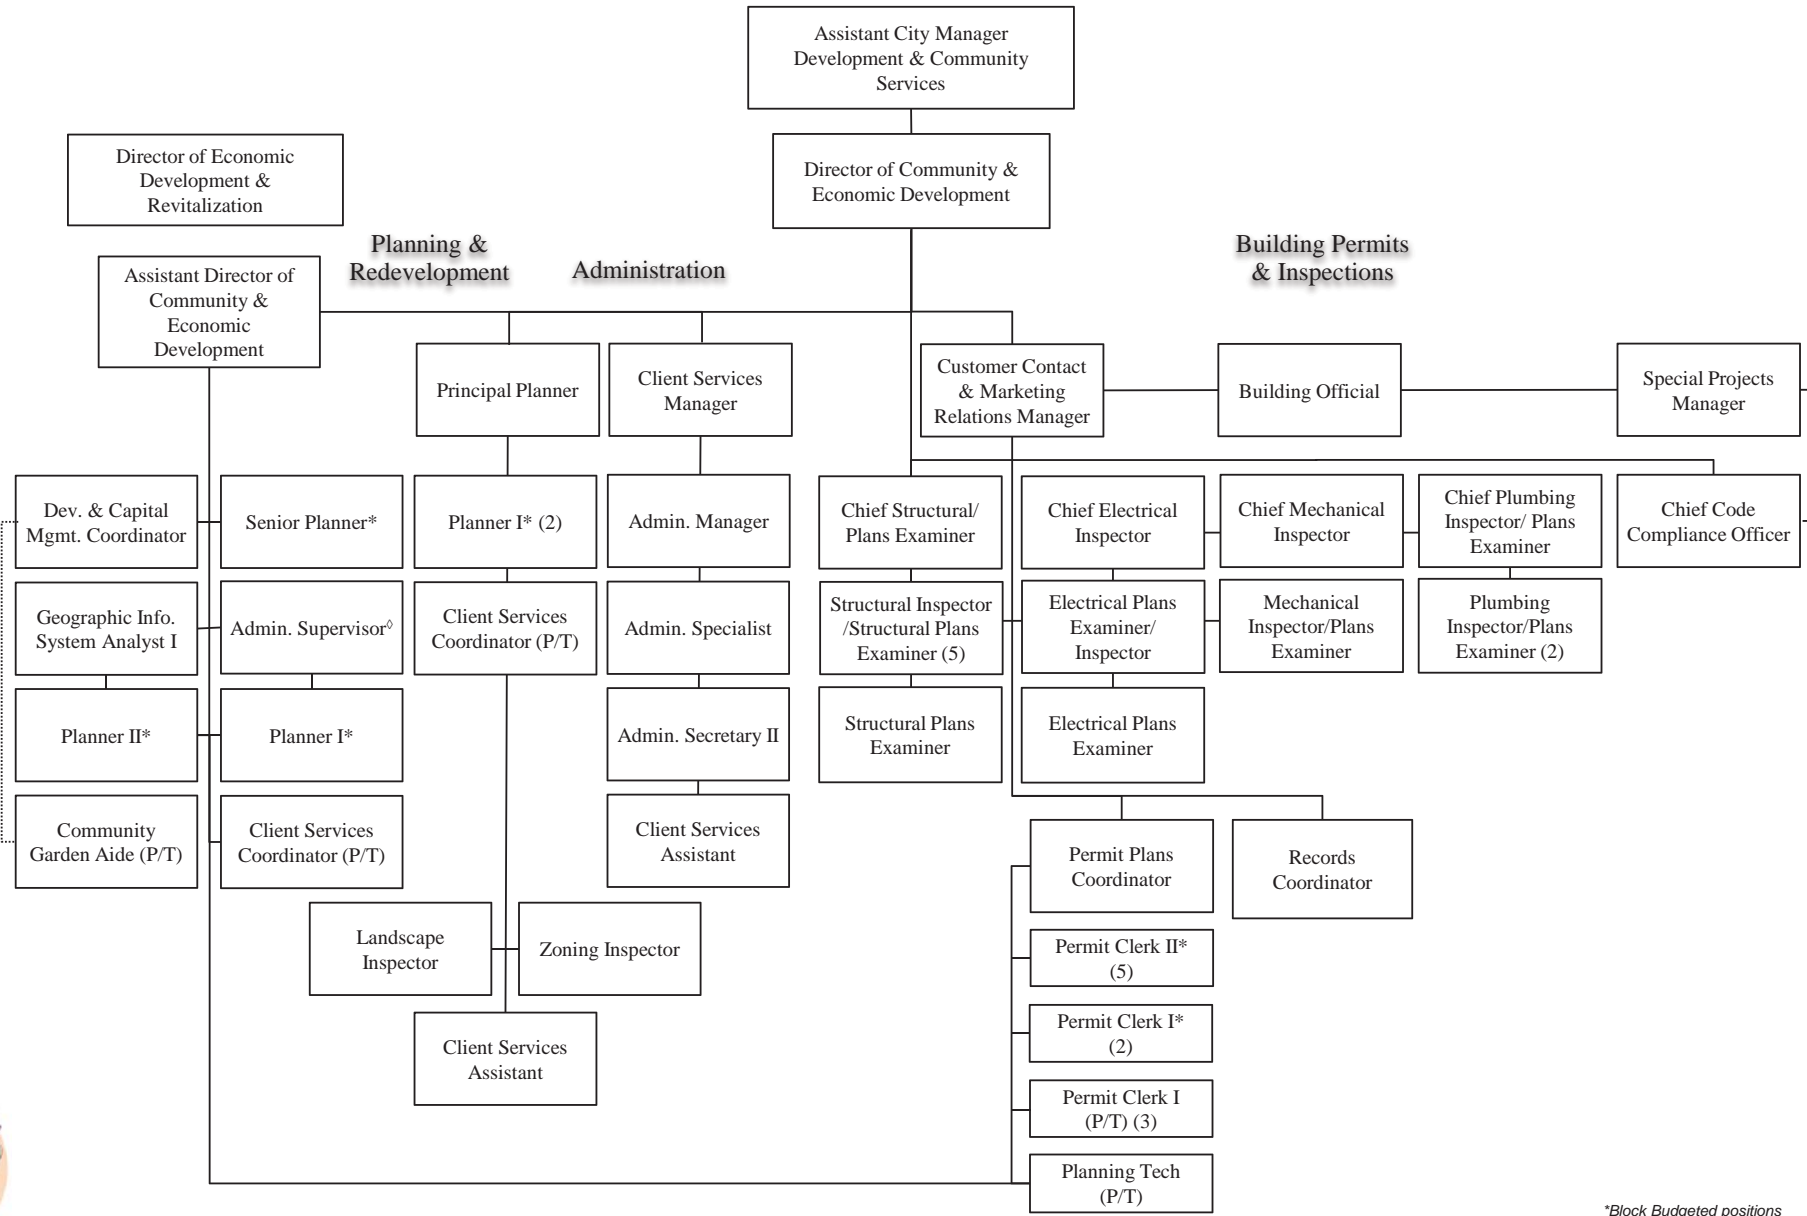 Assistant City Manager
Development & Community
Services
Director of Economic
Development &
Revitalization
Director of Community &
Economic Development
Planning &
Redevelopment
Administration
Building Permits
& Inspections
Assistant Director of
Community &
Economic
Development
Principal Planner
Client Services
Manager
Customer Contact
& Marketing
Relations Manager
Building Official
Special Projects
Manager
Dev. & Capital
Mgmt. Coordinator
Senior Planner*
Planner I* (2)
Admin. Manager
Chief Structural/
Plans Examiner
Chief Electrical
Inspector
Chief Mechanical
Inspector
Chief Plumbing
Inspector/ Plans
Examiner
Chief Code
Compliance Officer
Geographic Info.
System Analyst I
Admin. Supervisor◊
Client Services
Coordinator (P/T)
Admin. Specialist
Structural Inspector
/Structural Plans
Examiner (5)
Electrical Plans
Examiner/
Inspector
Mechanical
Inspector/Plans
Examiner
Plumbing
Inspector/Plans
Examiner (2)
Planner II*
Planner I*
Admin. Secretary II
Structural Plans
Examiner
Electrical Plans
Examiner
Community
Garden Aide (P/T)
Client Services
Coordinator (P/T)
Client Services
Assistant
Permit Plans
Coordinator
Records
Coordinator
Landscape
Inspector
Zoning Inspector
Permit Clerk II*
(5)
Client Services
Assistant
Permit Clerk I*
(2)
Permit Clerk I
(P/T) (3)
Planning Tech
(P/T)
*Block Budgeted positions